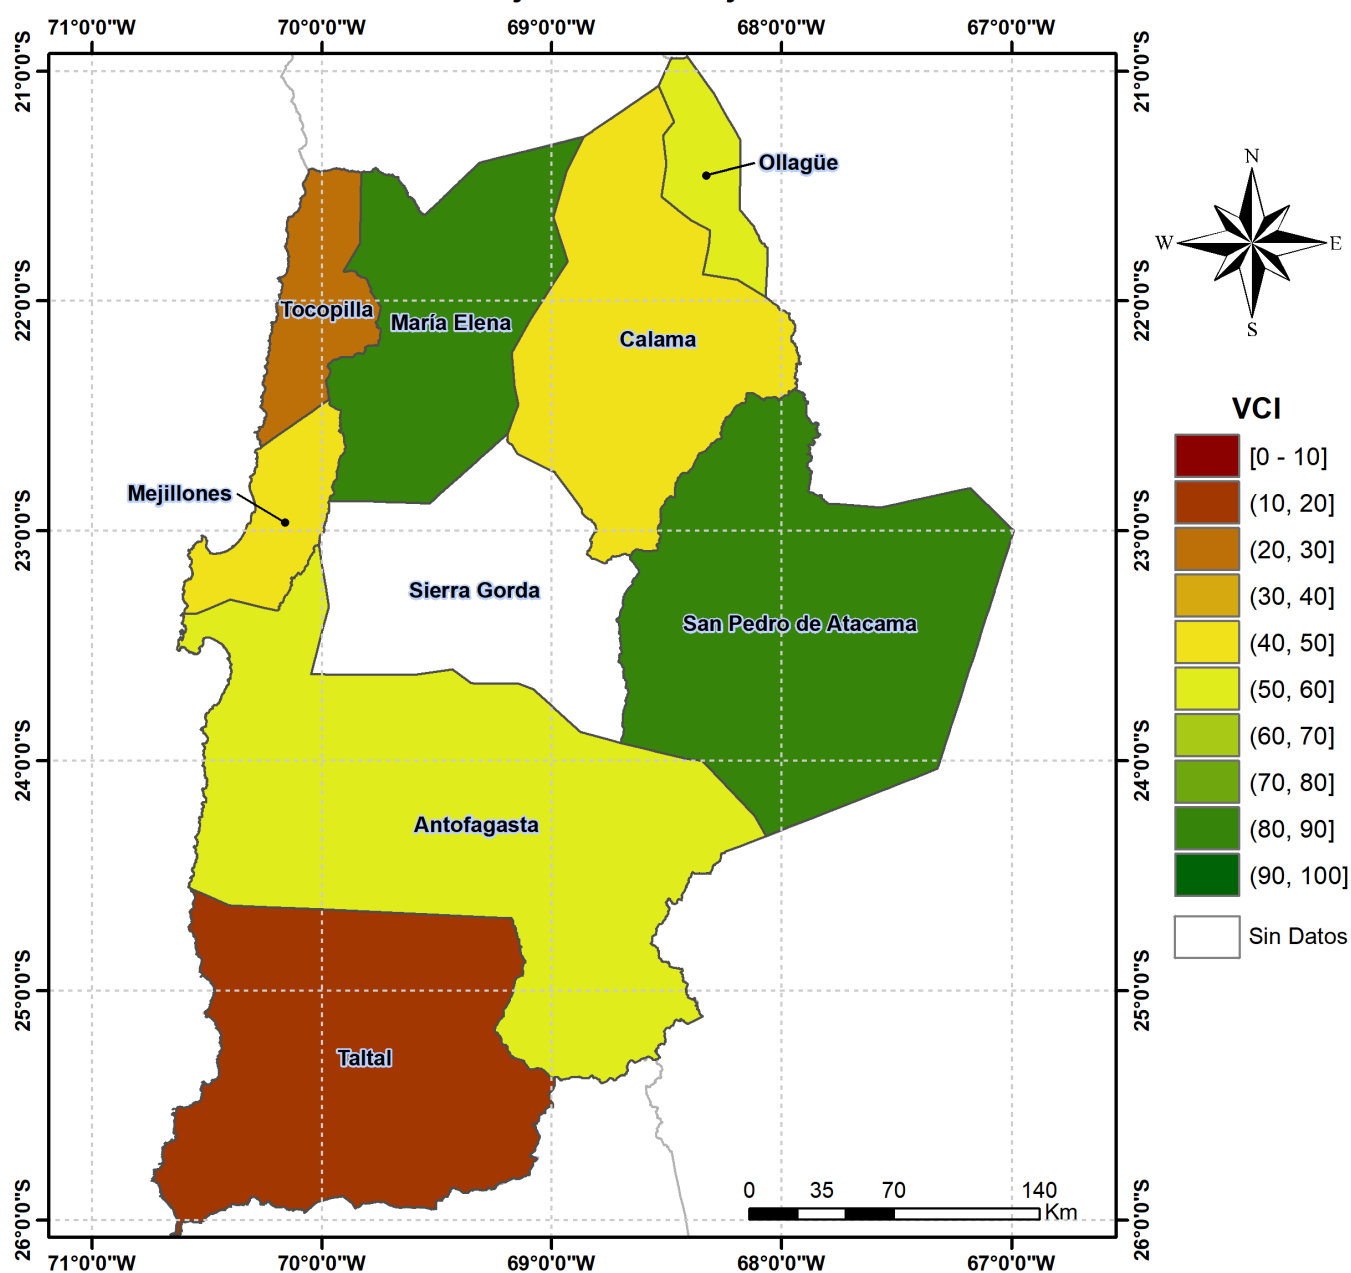 71°0'0"W 70°0'0"W 69°0'0"W 68°0'0"W 67°0'0"W
21°0'0"S 21°0'0"S
22°0'0"S 22°0'0"S
23°0'0"S 23°0'0"S
24°0'0"S 24°0'0"S
25°0'0"S 25°0'0"S
26°0'0"S 26°0'0"S
Ollagüe
Tocopilla
María Elena
Calama
Mejillones
Sierra Gorda
San Pedro de Atacama
Antofagasta
Taltal
N
W E
S
VCI
[0 - 10]
(10, 20]
(20, 30]
(30, 40]
(40, 50]
(50, 60]
(60, 70]
(70, 80]
(80, 90]
(90, 100]
Sin Datos
0 35 70 140
Km
71°0'0"W 70°0'0"W 69°0'0"W 68°0'0"W 67°0'0"W